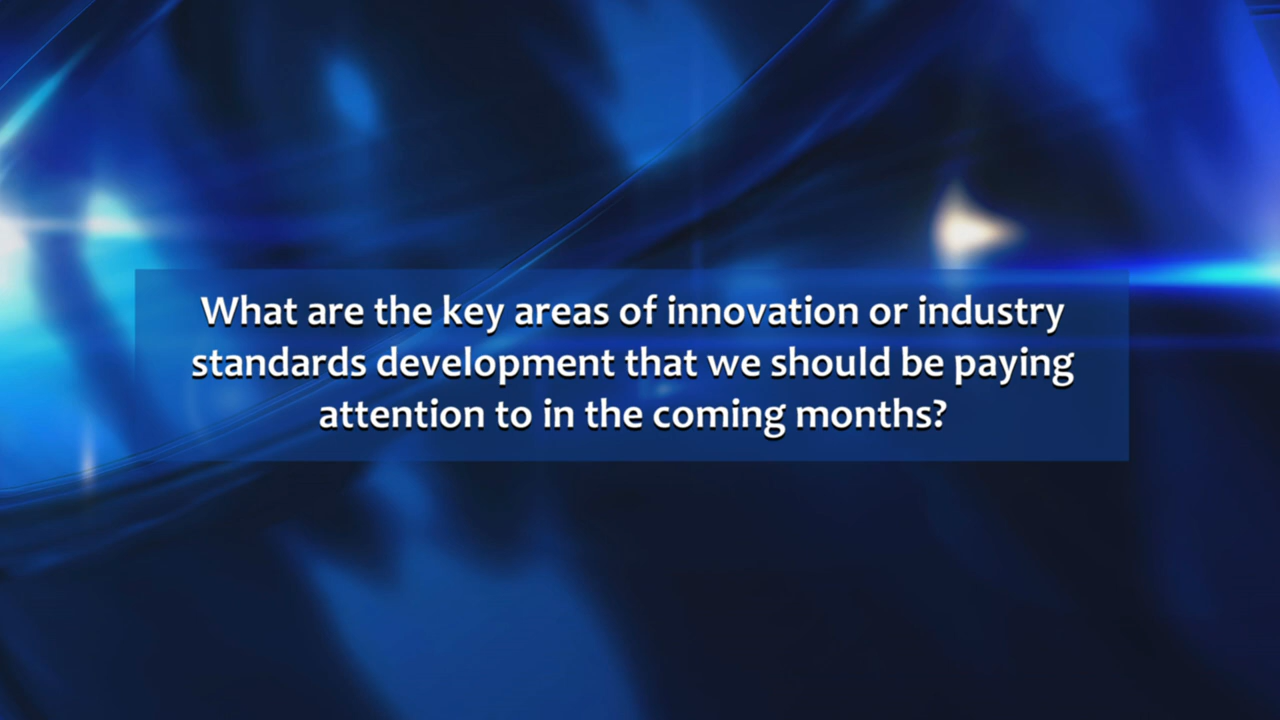 What are the key areas of innovation or industry
standards development that we should be paying
attention to in the coming months?